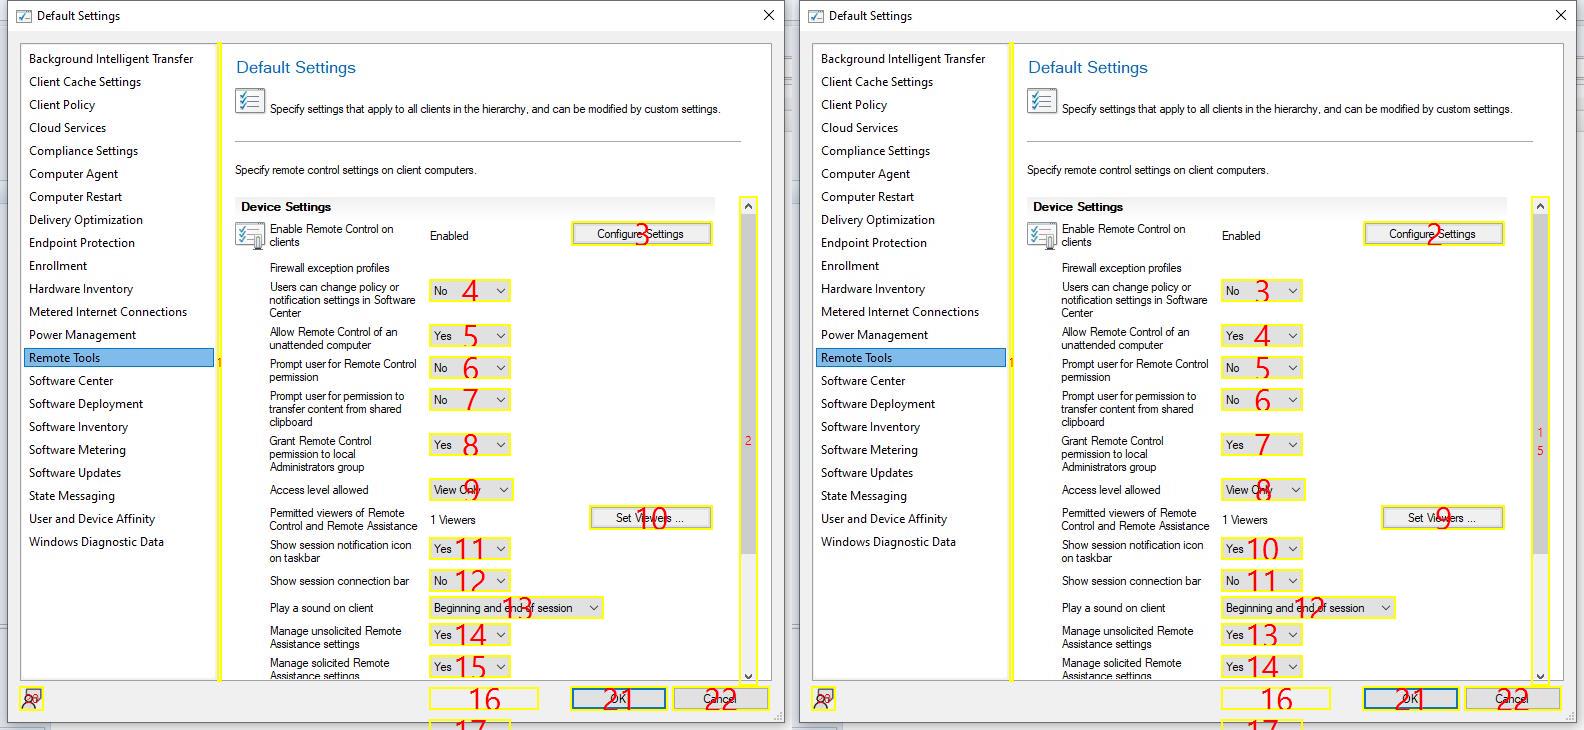 Default Settings
Background Intelligent Transfer
Client Cache Settings
Client Policy
Cloud Services
Compliance Settings
Computer Agent
Computer Restart
Delivery Optimization
Endpoint Protection
Enrollment
Hardware Inventory
Metered Internet Connections
Power Management
Remote Tools
Software Center
Software Deployment
Software Inventory
Software Metering
Software Updates
State Messaging
User and Device Affinity
Windows Diagnostic Data
1
Default Settings
Specify settings that apply to all clients in the hierarchy, and can be modified by custom settings.
Specify remote control settings on client computers.
Device Settings
Enable Remote Control on
clients
Enabled
Configure Settings
3
Firewall exception profiles
Users can change policy or
notification settings in Software
Center
No
4
Allow Remote Control of an
unattended computer
Yes
5
Prompt user for Remote Control
permission
No
6
Prompt user for permission to
transfer content from shared
clipboard
No
7
Grant Remote Control
permission to local
Administrators group
Yes
8
2
Access level allowed
View Only
9
Permitted viewers of Remote
Control and Remote Assistance
1 Viewers
Set Viewers ...
10
Show session notification icon
on taskbar
Yes
11
Show session connection bar
No
12
Play a sound on client
Beginning and end of session
13
Manage unsolicited Remote
Assistance settings
Yes
14
Manage solicited Remote
Assistance settings
Yes
15
16
OK
21
Cancel
22
17
Default Settings
Background Intelligent Transfer
Client Cache Settings
Client Policy
Cloud Services
Compliance Settings
Computer Agent
Computer Restart
Delivery Optimization
Endpoint Protection
Enrollment
Hardware Inventory
Metered Internet Connections
Power Management
Remote Tools
Software Center
Software Deployment
Software Inventory
Software Metering
Software Updates
State Messaging
User and Device Affinity
Windows Diagnostic Data
1
Default Settings
Specify settings that apply to all clients in the hierarchy, and can be modified by custom settings.
Specify remote control settings on client computers.
Device Settings
Enable Remote Control on
clients
Enabled
Configure Settings
2
Firewall exception profiles
Users can change policy or
notification settings in Software
Center
No
3
Allow Remote Control of an
unattended computer
Yes
4
Prompt user for Remote Control
permission
No
5
Prompt user for permission to
transfer content from shared
clipboard
No
6
Grant Remote Control
permission to local
Administrators group
Yes
7
1
5
Access level allowed
View Only
8
Permitted viewers of Remote
Control and Remote Assistance
1 Viewers
Set Viewers ...
9
Show session notification icon
on taskbar
Yes
10
Show session connection bar
No
11
Play a sound on client
Beginning and end of session
12
Manage unsolicited Remote
Assistance settings
Yes
13
Manage solicited Remote
Assistance settings
Yes
14
16
OK
21
Cancel
22
17